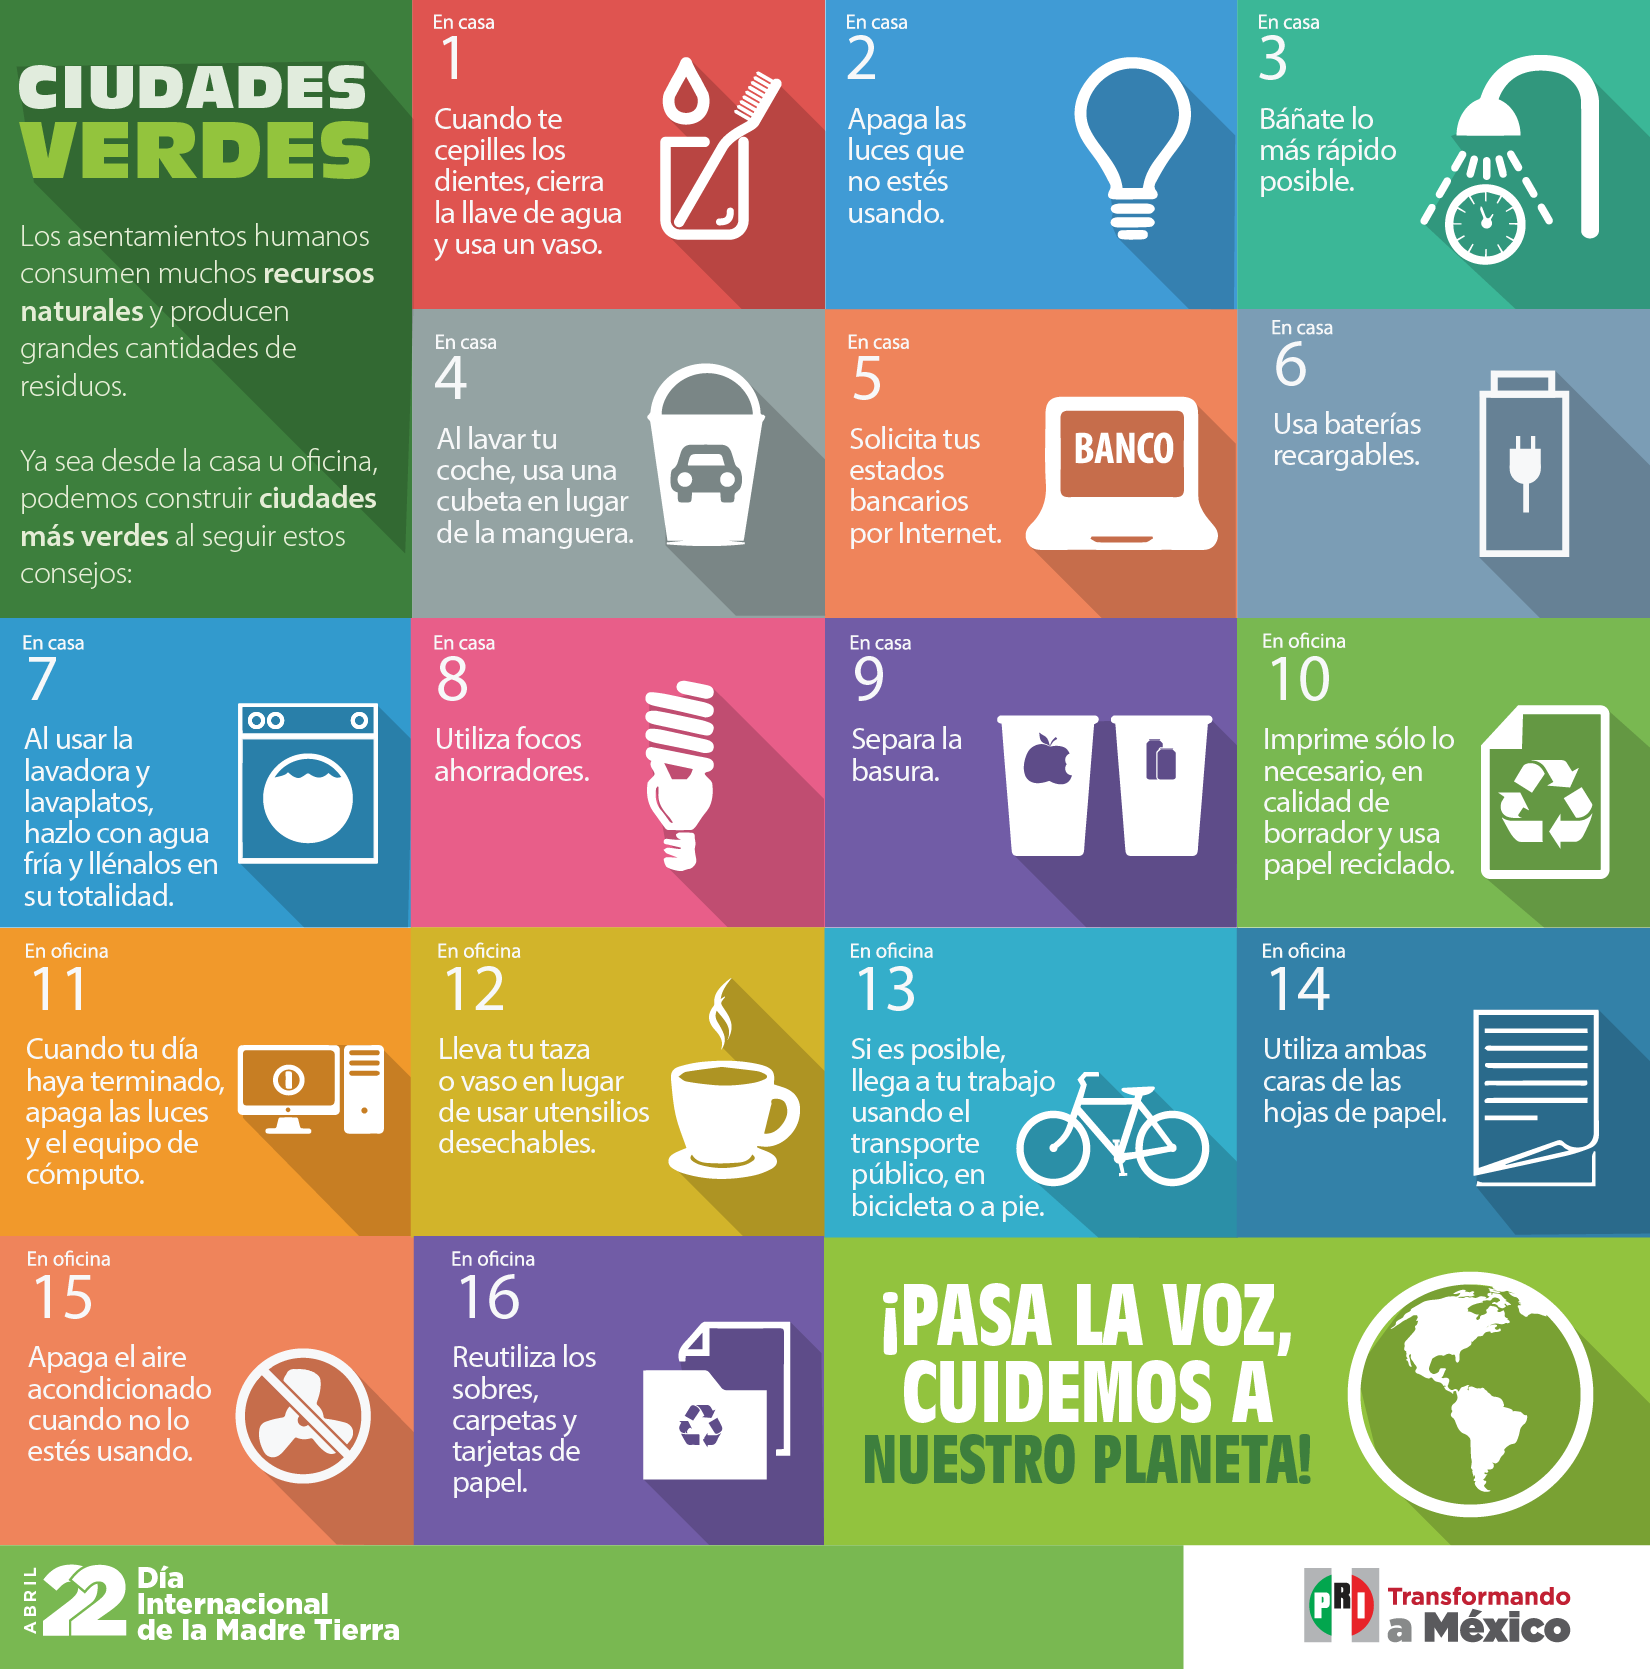 CIUDADES
VERDES
Los asentamientos humanos
consumen muchos recursos
naturales y producen
grandes cantidades de
residuos.
Ya sea desde la casa u oficina,
podemos construir ciudades
más verdes al seguir estos
consejos:
En casa
1
Cuando te
cepilles los
dientes, cierra
la llave de agua
y usa un vaso.
En casa
2
Apaga las
luces que
no estés
usando.
En casa
3
Báñate lo
más rápido
posible.
En casa
4
Al lavar tu
coche, usa una
cubeta en lugar
de la manguera.
En casa
5
Solicita tus
estados
bancarios
por Internet.
BANCO
En casa
6
Usa baterías
recargables.
En casa
7
Al usar la
lavadora y
lavaplatos,
hazlo con agua
fría y llénalos en
su totalidad.
En casa
8
Utiliza focos
ahorradores.
En casa
9
Separa la
basura.
En oficina
10
Imprime sólo lo
necesario, en
calidad de
borrador y usa
papel reciclado.
En oficina
11
Cuando tu día
haya terminado,
apaga las luces
y el equipo de
cómputo.
En oficina
12
Lleva tu taza
o vaso en lugar
de usar utensilios
desechables.
En oficina
13
Si es posible,
llega a tu trabajo
usando el
transporte
público, en
bicicleta o a pie.
En oficina
14
Utiliza ambas
caras de las
hojas de papel.
En oficina
15
Apaga el aire
acondicionado
cuando no lo
estés usando.
En oficina
16
Reutiliza los
sobres,
carpetas y
tarjetas de
papel.
¡PASA LA VOZ,
CUIDEMOS A
NUESTRO PLANETA!
ABRIL
22
Día
Internacional
de la Madre Tierra
PRI
Transformando
a México